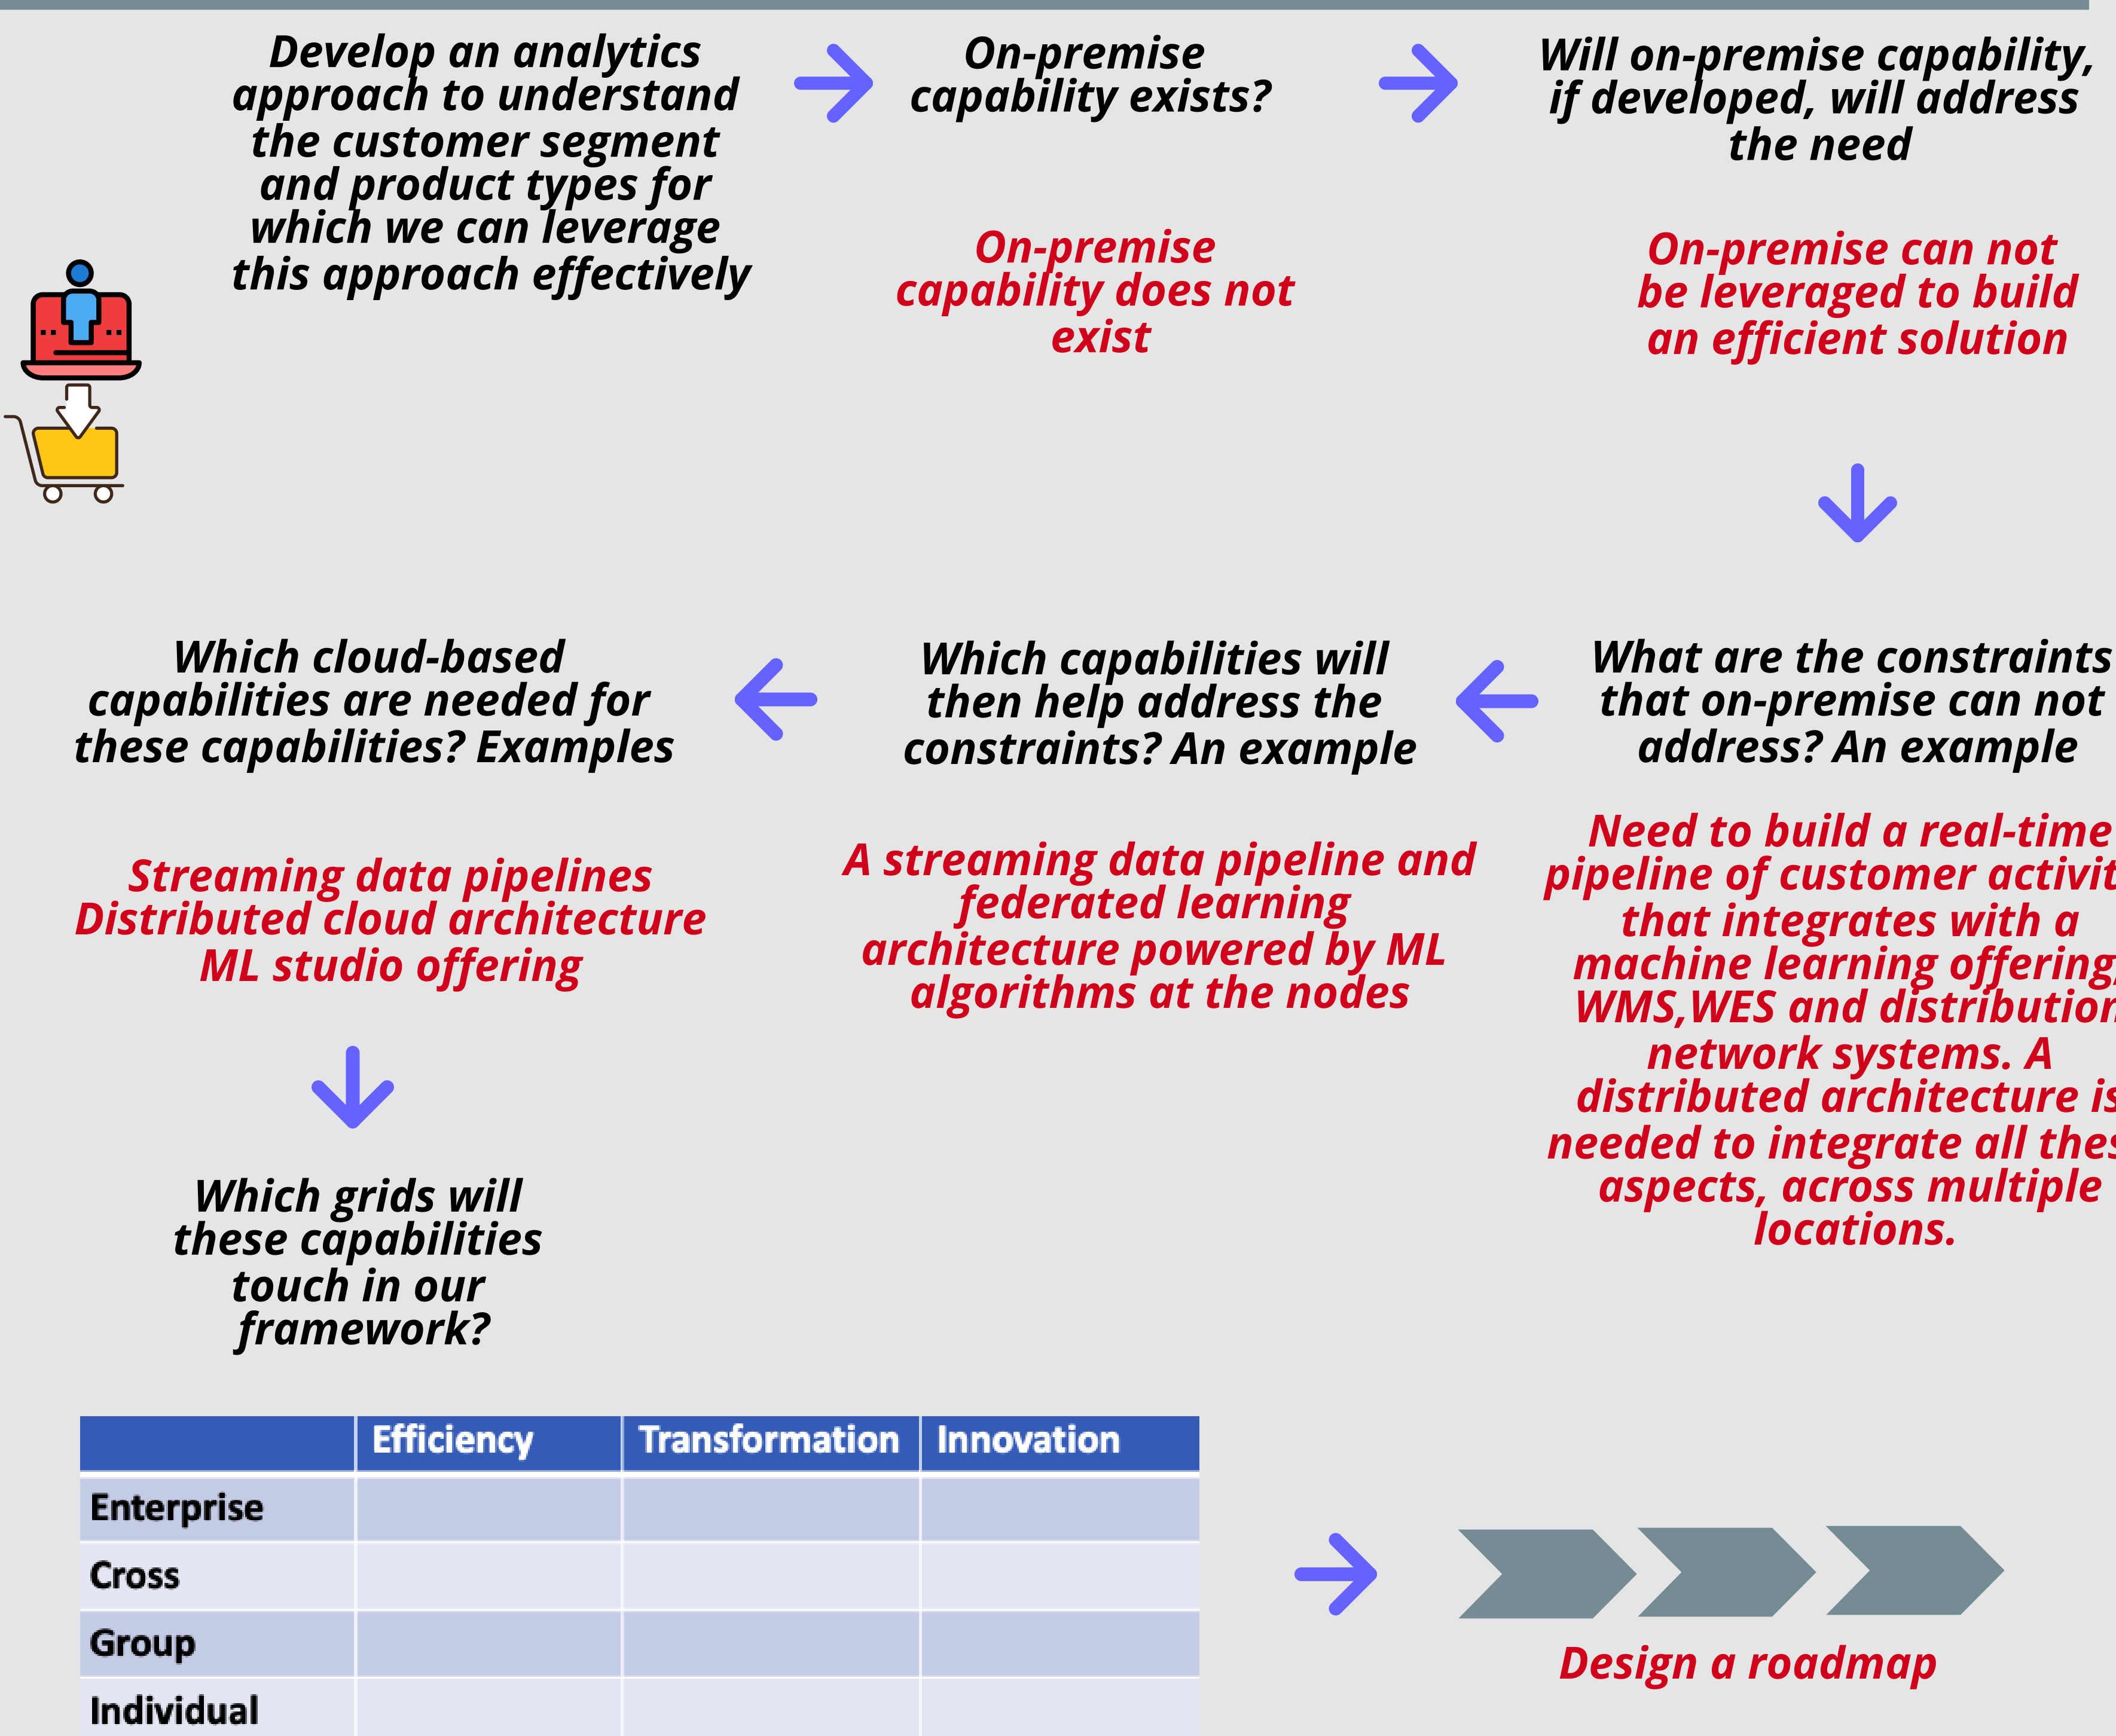 Develop an analytics
approach to understand
the customer segment
and product types for
which we can leverage
this approach effectively
On-premise
capability exists?
On-premise
capability does not
exist
Will on-premise capability,
if developed, will address
the need
On-premise can not
be leveraged to build
an efficient solution
What are the constraints
that on-premise can not
address? An example
Need to build a real-time
pipeline of customer activit
that integrates with a
machine learning offering,
WMS,WES and distribution
network systems. A
distributed architecture is
needed to integrate all thes
aspects, across multiple
locations.
Which capabilities will
then help address the
constraints? An example
A streaming data pipeline and
federated learning
architecture powered by ML
algorithms at the nodes
Which cloud-based
capabilities are needed for
these capabilities? Examples
Streaming data pipelines
Distributed cloud architecture
ML studio offering
Which grids will
these capabilities
touch in our
framework?
Efficiency Transformation Innovation
Enterprise
Cross
Group
Individual
Design a roadmap